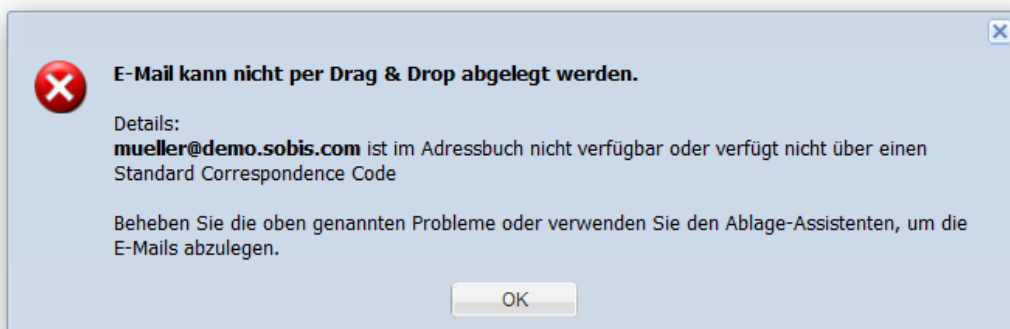 E-Mail kann nicht per Drag & Drop abgelegt werden.
Details:
mueller@demo.sobis.com ist im Adressbuch nicht verfügbar oder verfügt nicht über einen
Standard Correspondence Code
Beheben Sie die oben genannten Probleme oder verwenden Sie den Ablage-Assistenten, um die
E-Mails abzulegen.
OK